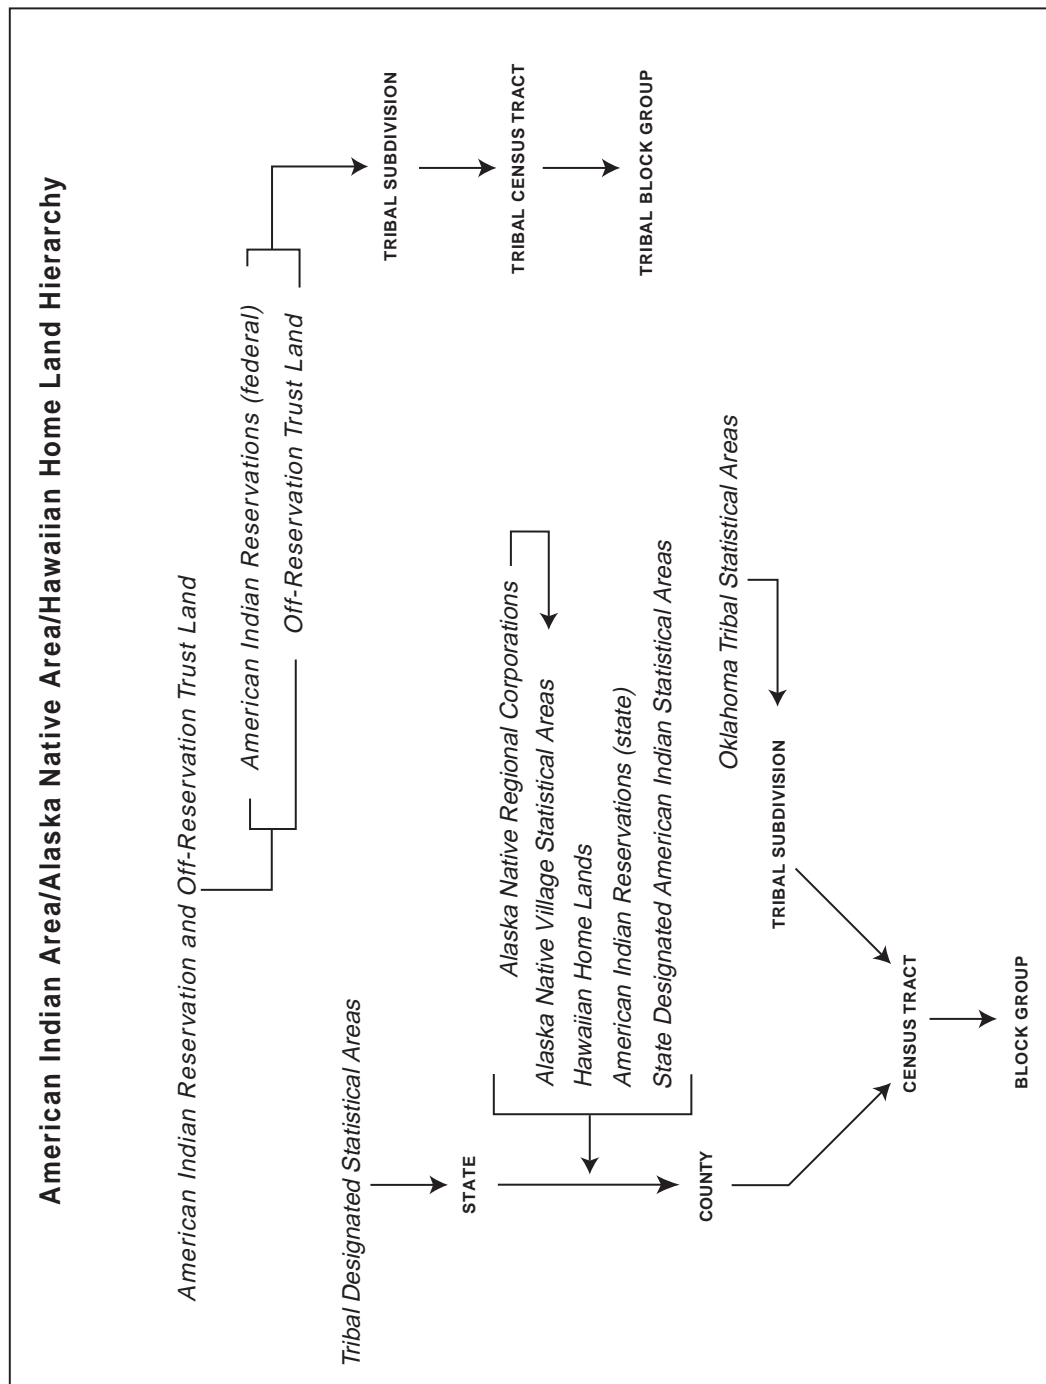 American Indian Area/Alaska Native Area/Hawaiian Home Land Hierarchy
American Indian Reservation and Off-Reservation Trust Land
American Indian Reservations (federal)
Off-Reservation Trust Land
Tribal Designated Statistical Areas
TRIBAL SUBDIVISION
STATE
Alaska Native Regional Corporations
TRIBAL CENSUS TRACT
Alaska Native Village Statistical Areas
Hawaiian Home Lands
American Indian Reservations (state)
TRIBAL BLOCK GROUP
State Designated American Indian Statistical Areas
COUNTY
Oklahoma Tribal Statistical Areas
TRIBAL SUBDIVISION
CENSUS TRACT
BLOCK GROUP